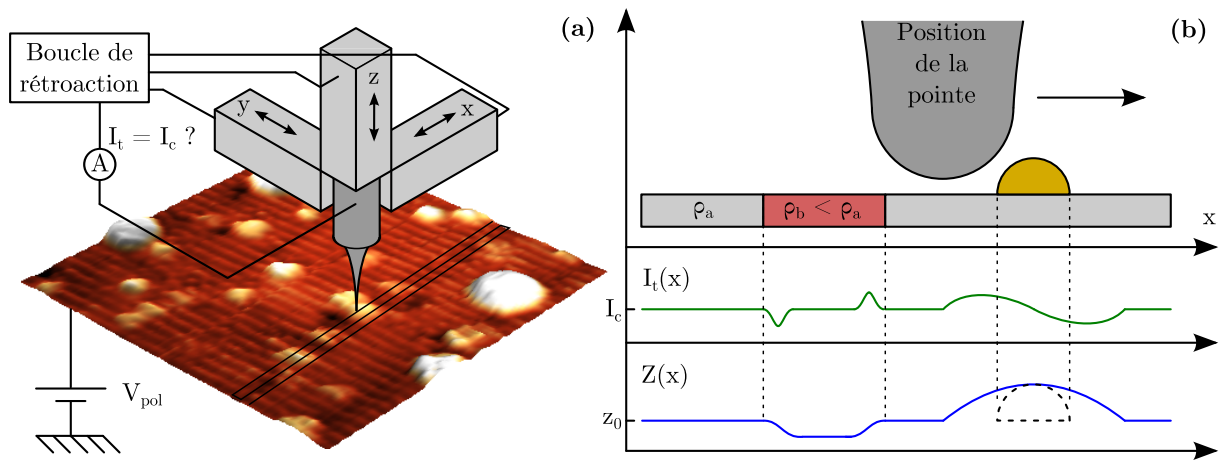 (a)
Boucle de
rétroaction
I_t = I_c ?
A
y
z
x
V_pol
(b)
Position
de la
pointe
ρ_a
ρ_b < ρ_a
x
I_t(x)
I_c
Z(x)
z_0